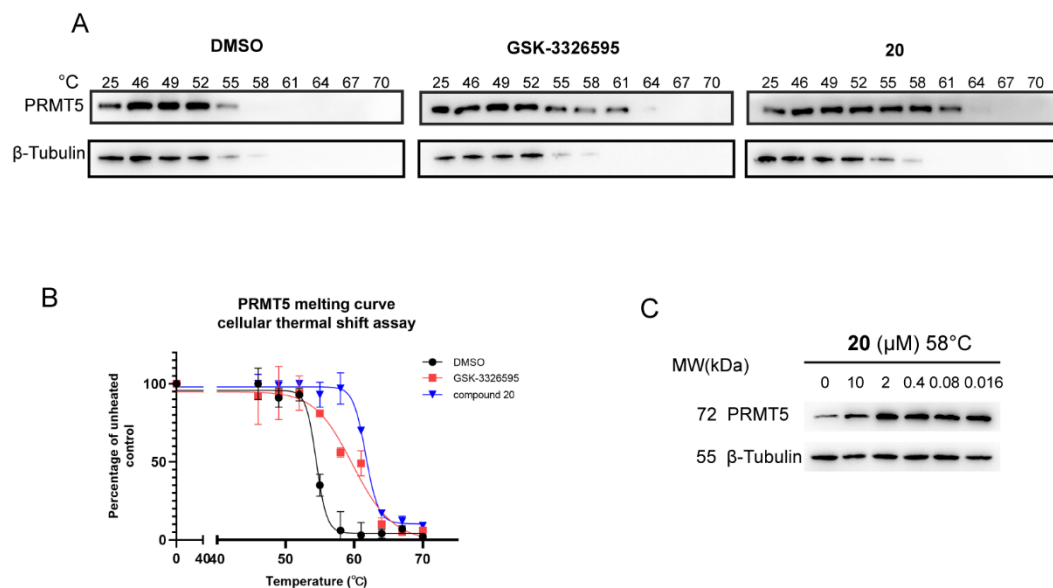 A
DMSO
GSK-3326595
20
°C 25 46 49 52 55 58 61 64 67 70 25 46 49 52 55 58 61 64 67 70 25 46 49 52 55 58 61 64 67 70
PRMT5
β-Tubulin
B
PRMT5 melting curve
cellular thermal shift assay
DMSO
GSK-3326595
compound 20
Percentage of unheated
control
100
50
0
0 4040 50 60 70
Temperature (℃)
C
20 (μM) 58°C
MW(kDa)
0 10 2 0.4 0.08 0.016
72 PRMT5
55 β-Tubulin